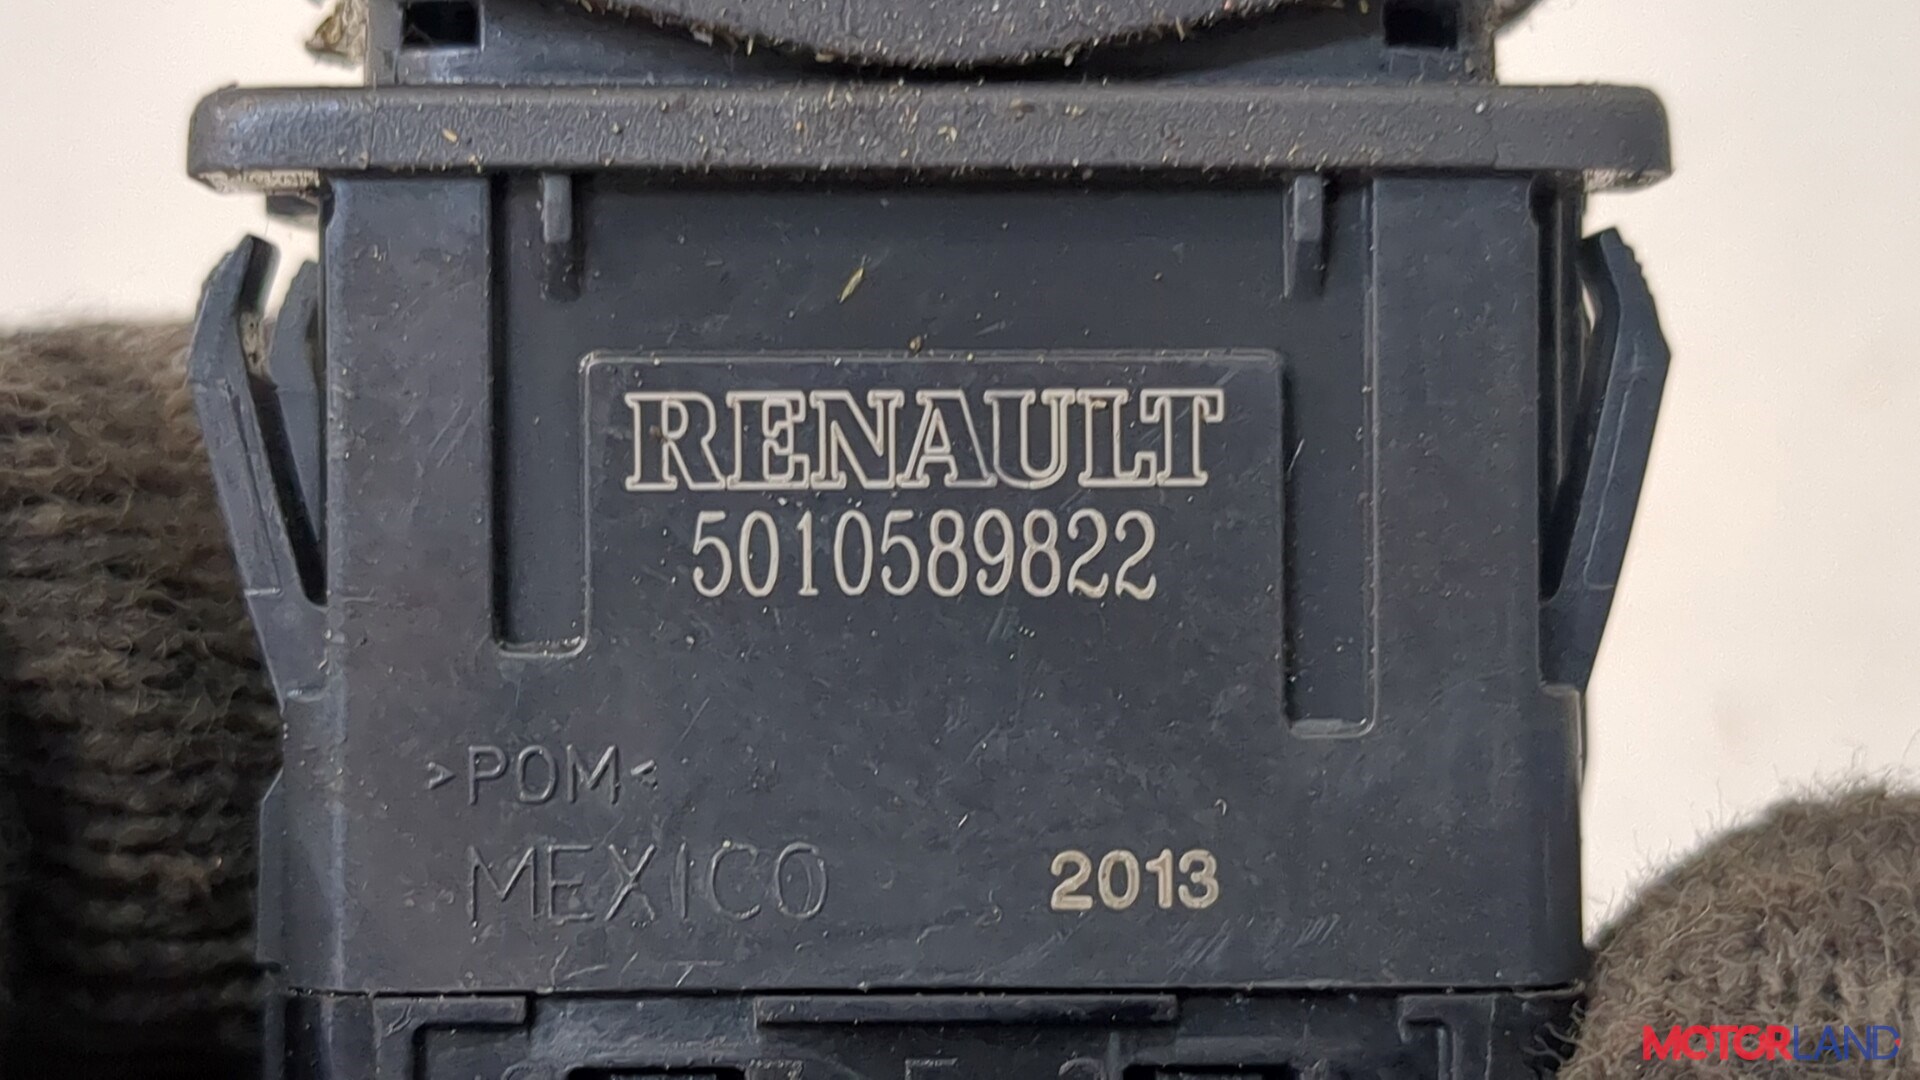 RENAULT
5010589822
>POM<
MEXICO 2013
MOTORLAND